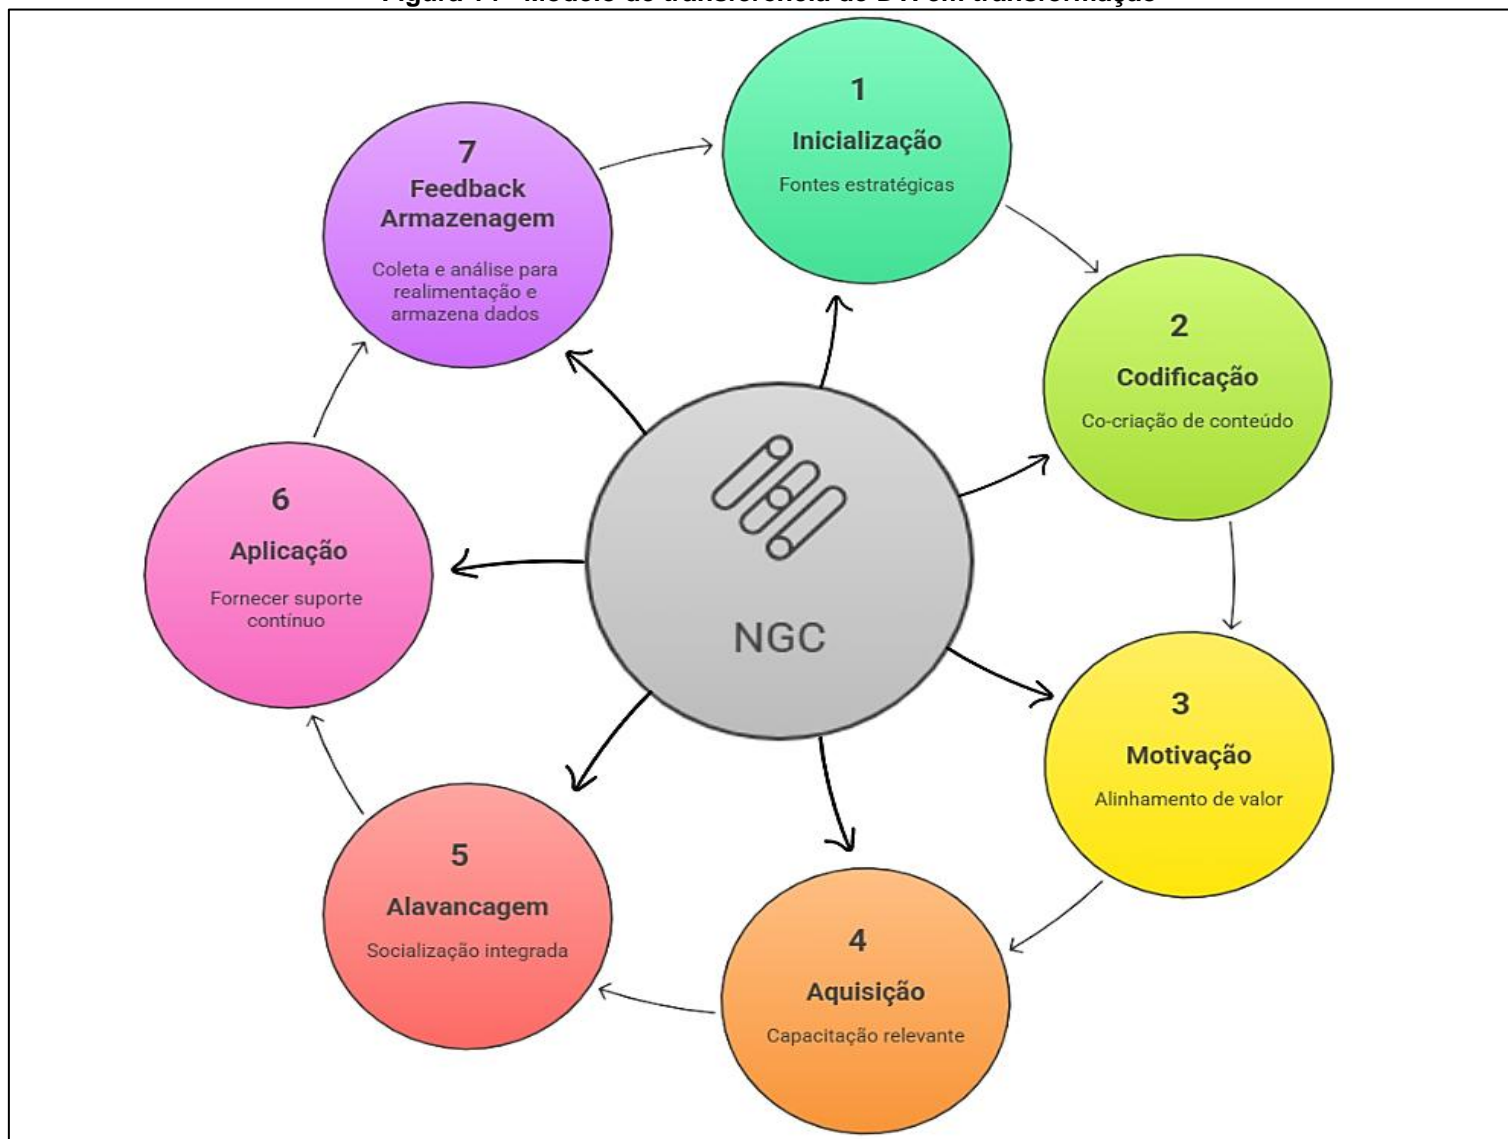 1
Inicialização
Fontes estratégicas
2
Codificação
Co-criação de conteúdo
3
Motivação
Alinhamento de valor
4
Aquisição
Capacitação relevante
5
Alavancagem
Socialização integrada
6
Aplicação
Fornecer suporte
contínuo
7
Feedback
Armazenagem
Coleta e análise para
realimentação e
armazena dados
NGC